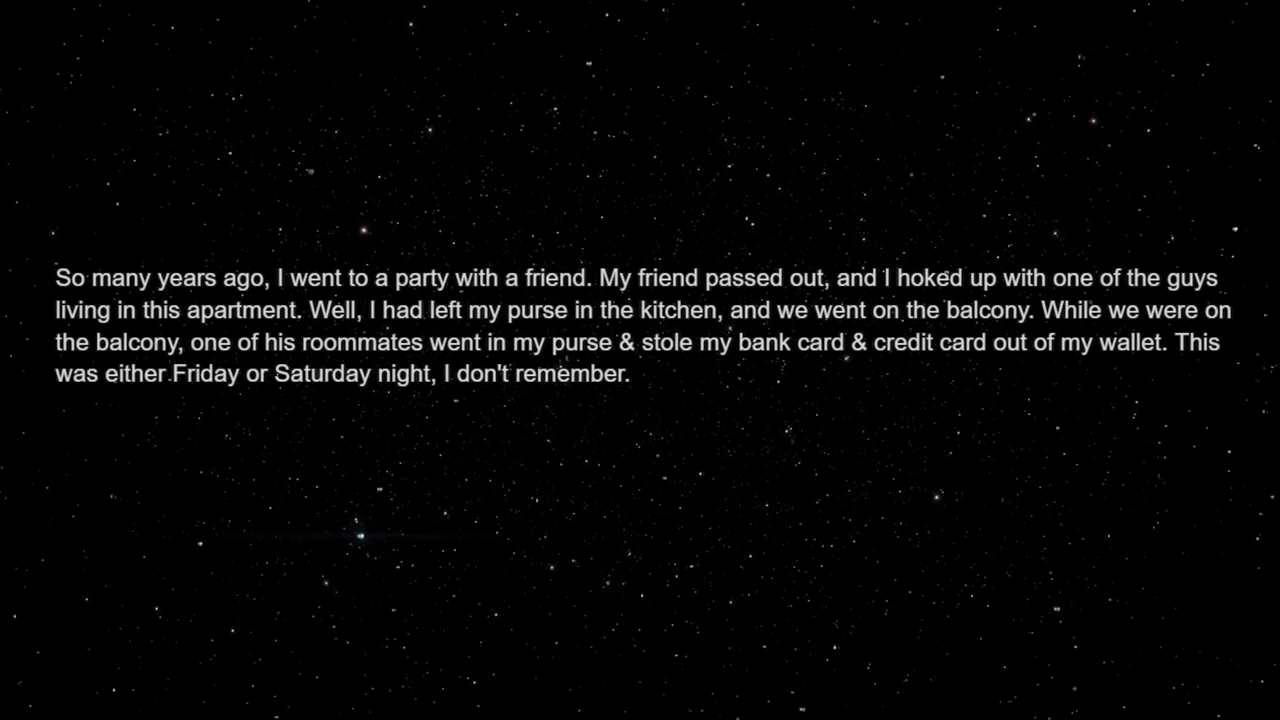 So many years ago, I went to a party with a friend. My friend passed out, and I hoked up with one of the guys
living in this apartment. Well, I had left my purse in the kitchen, and we went on the balcony. While we were on
the balcony, one of his roommates went in my purse & stole my bank card & credit card out of my wallet. This
was either Friday or Saturday night, I don't remember.